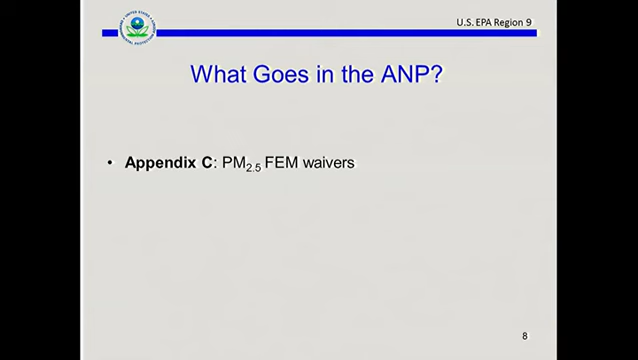 U.S. EPA Region 9
What Goes in the ANP?
• Appendix C: PM2.5 FEM waivers
8